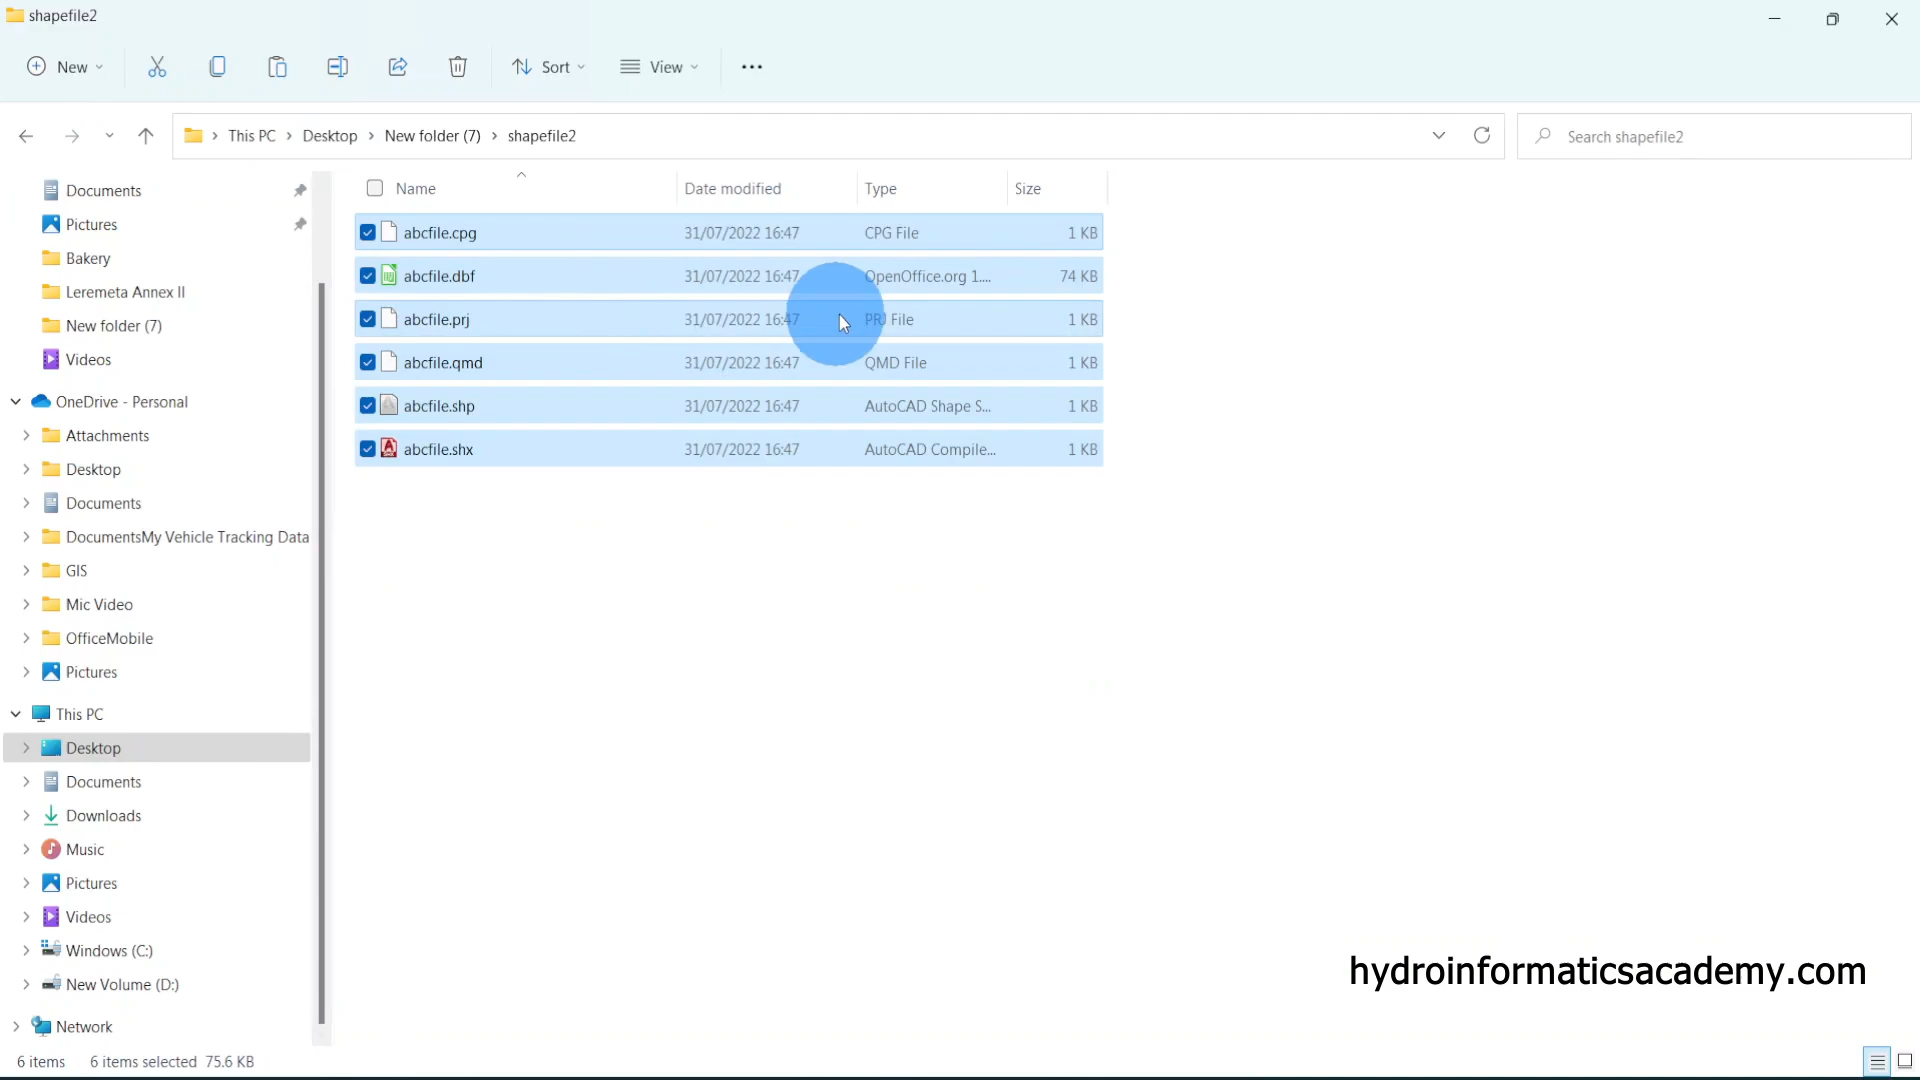 shapefile2
New Sort View
This PC Desktop New folder (7) shapefile2 Search shapefile2
Documents
Pictures
Bakery
Leremeta Annex II
New folder (7)
Videos
OneDrive - Personal
Attachments
Desktop
Documents
DocumentsMy Vehicle Tracking Data
GIS
Mic Video
OfficeMobile
Pictures
This PC
Desktop
Documents
Downloads
Music
Pictures
Videos
Windows (C:)
New Volume (D:)
Network
Name Date modified Type Size
abcfile.cpg 31/07/2022 16:47 CPG File 1 KB
abcfile.dbf 31/07/2022 16:47 OpenOffice.org 1.... 74 KB
abcfile.prj 31/07/2022 16:47 PRJ File 1 KB
abcfile.qmd 31/07/2022 16:47 QMD File 1 KB
abcfile.shp 31/07/2022 16:47 AutoCAD Shape S... 1 KB
abcfile.shx 31/07/2022 16:47 AutoCAD Compile... 1 KB
hydroinformaticsacademy.com
6 items 6 items selected 75.6 KB